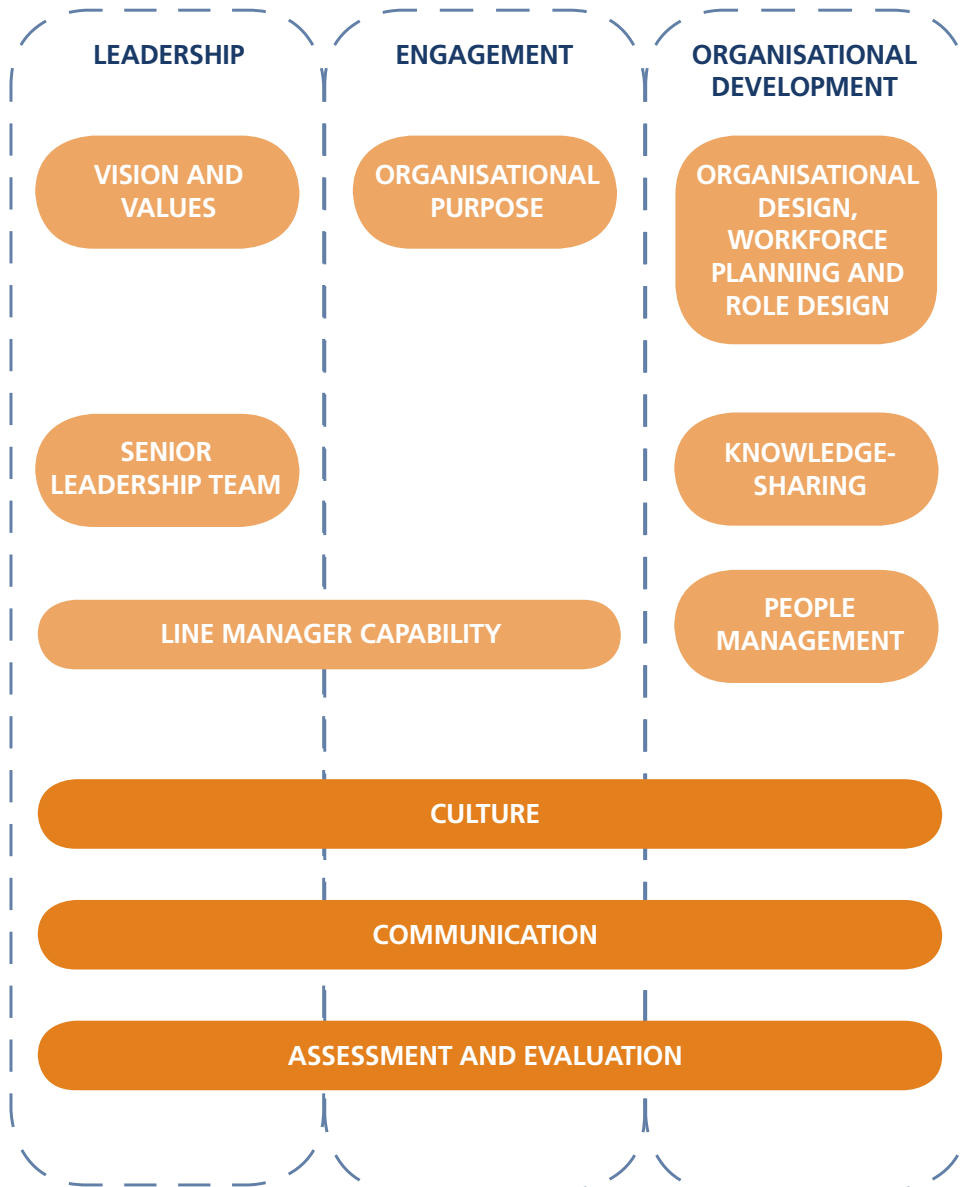 LEADERSHIP
ENGAGEMENT
ORGANISATIONAL
DEVELOPMENT
VISION AND
VALUES
ORGANISATIONAL
PURPOSE
ORGANISATIONAL
DESIGN,
WORKFORCE
PLANNING AND
ROLE DESIGN
SENIOR
LEADERSHIP TEAM
KNOWLEDGE-
SHARING
LINE MANAGER CAPABILITY
PEOPLE
MANAGEMENT
CULTURE
COMMUNICATION
ASSESSMENT AND EVALUATION